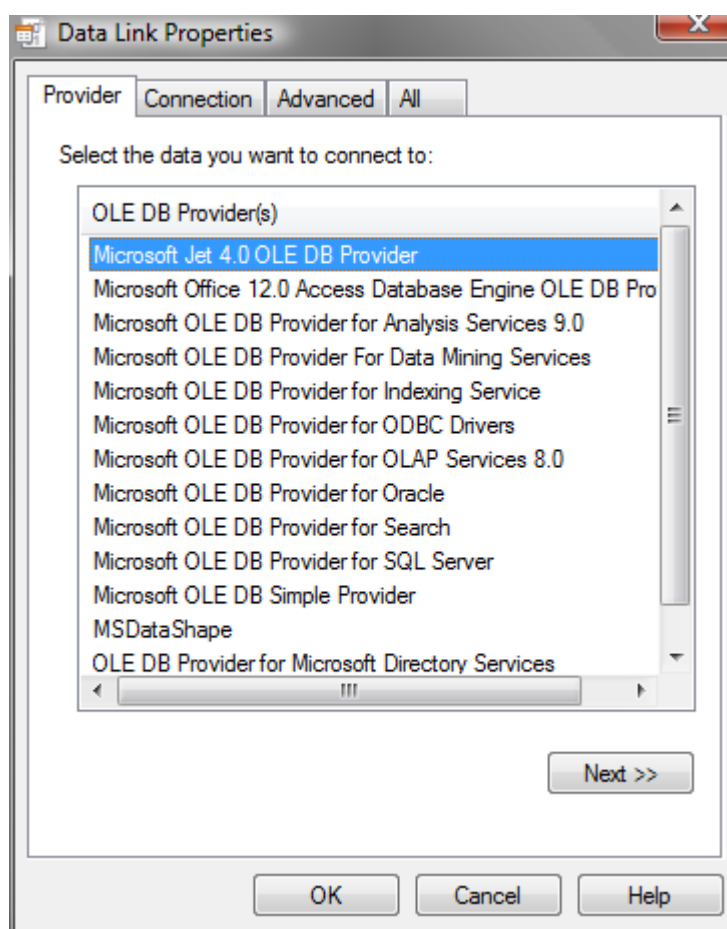 Data Link Properties
X
Provider Connection Advanced All
Select the data you want to connect to:
OLE DB Provider(s)
Microsoft Jet 4.0 OLE DB Provider
Microsoft Office 12.0 Access Database Engine OLE DB Pro
Microsoft OLE DB Provider for Analysis Services 9.0
Microsoft OLE DB Provider For Data Mining Services
Microsoft OLE DB Provider for Indexing Service
Microsoft OLE DB Provider for ODBC Drivers
Microsoft OLE DB Provider for OLAP Services 8.0
Microsoft OLE DB Provider for Oracle
Microsoft OLE DB Provider for Search
Microsoft OLE DB Provider for SQL Server
Microsoft OLE DB Simple Provider
MSDataShape
OLE DB Provider for Microsoft Directory Services
Next >>
OK Cancel Help